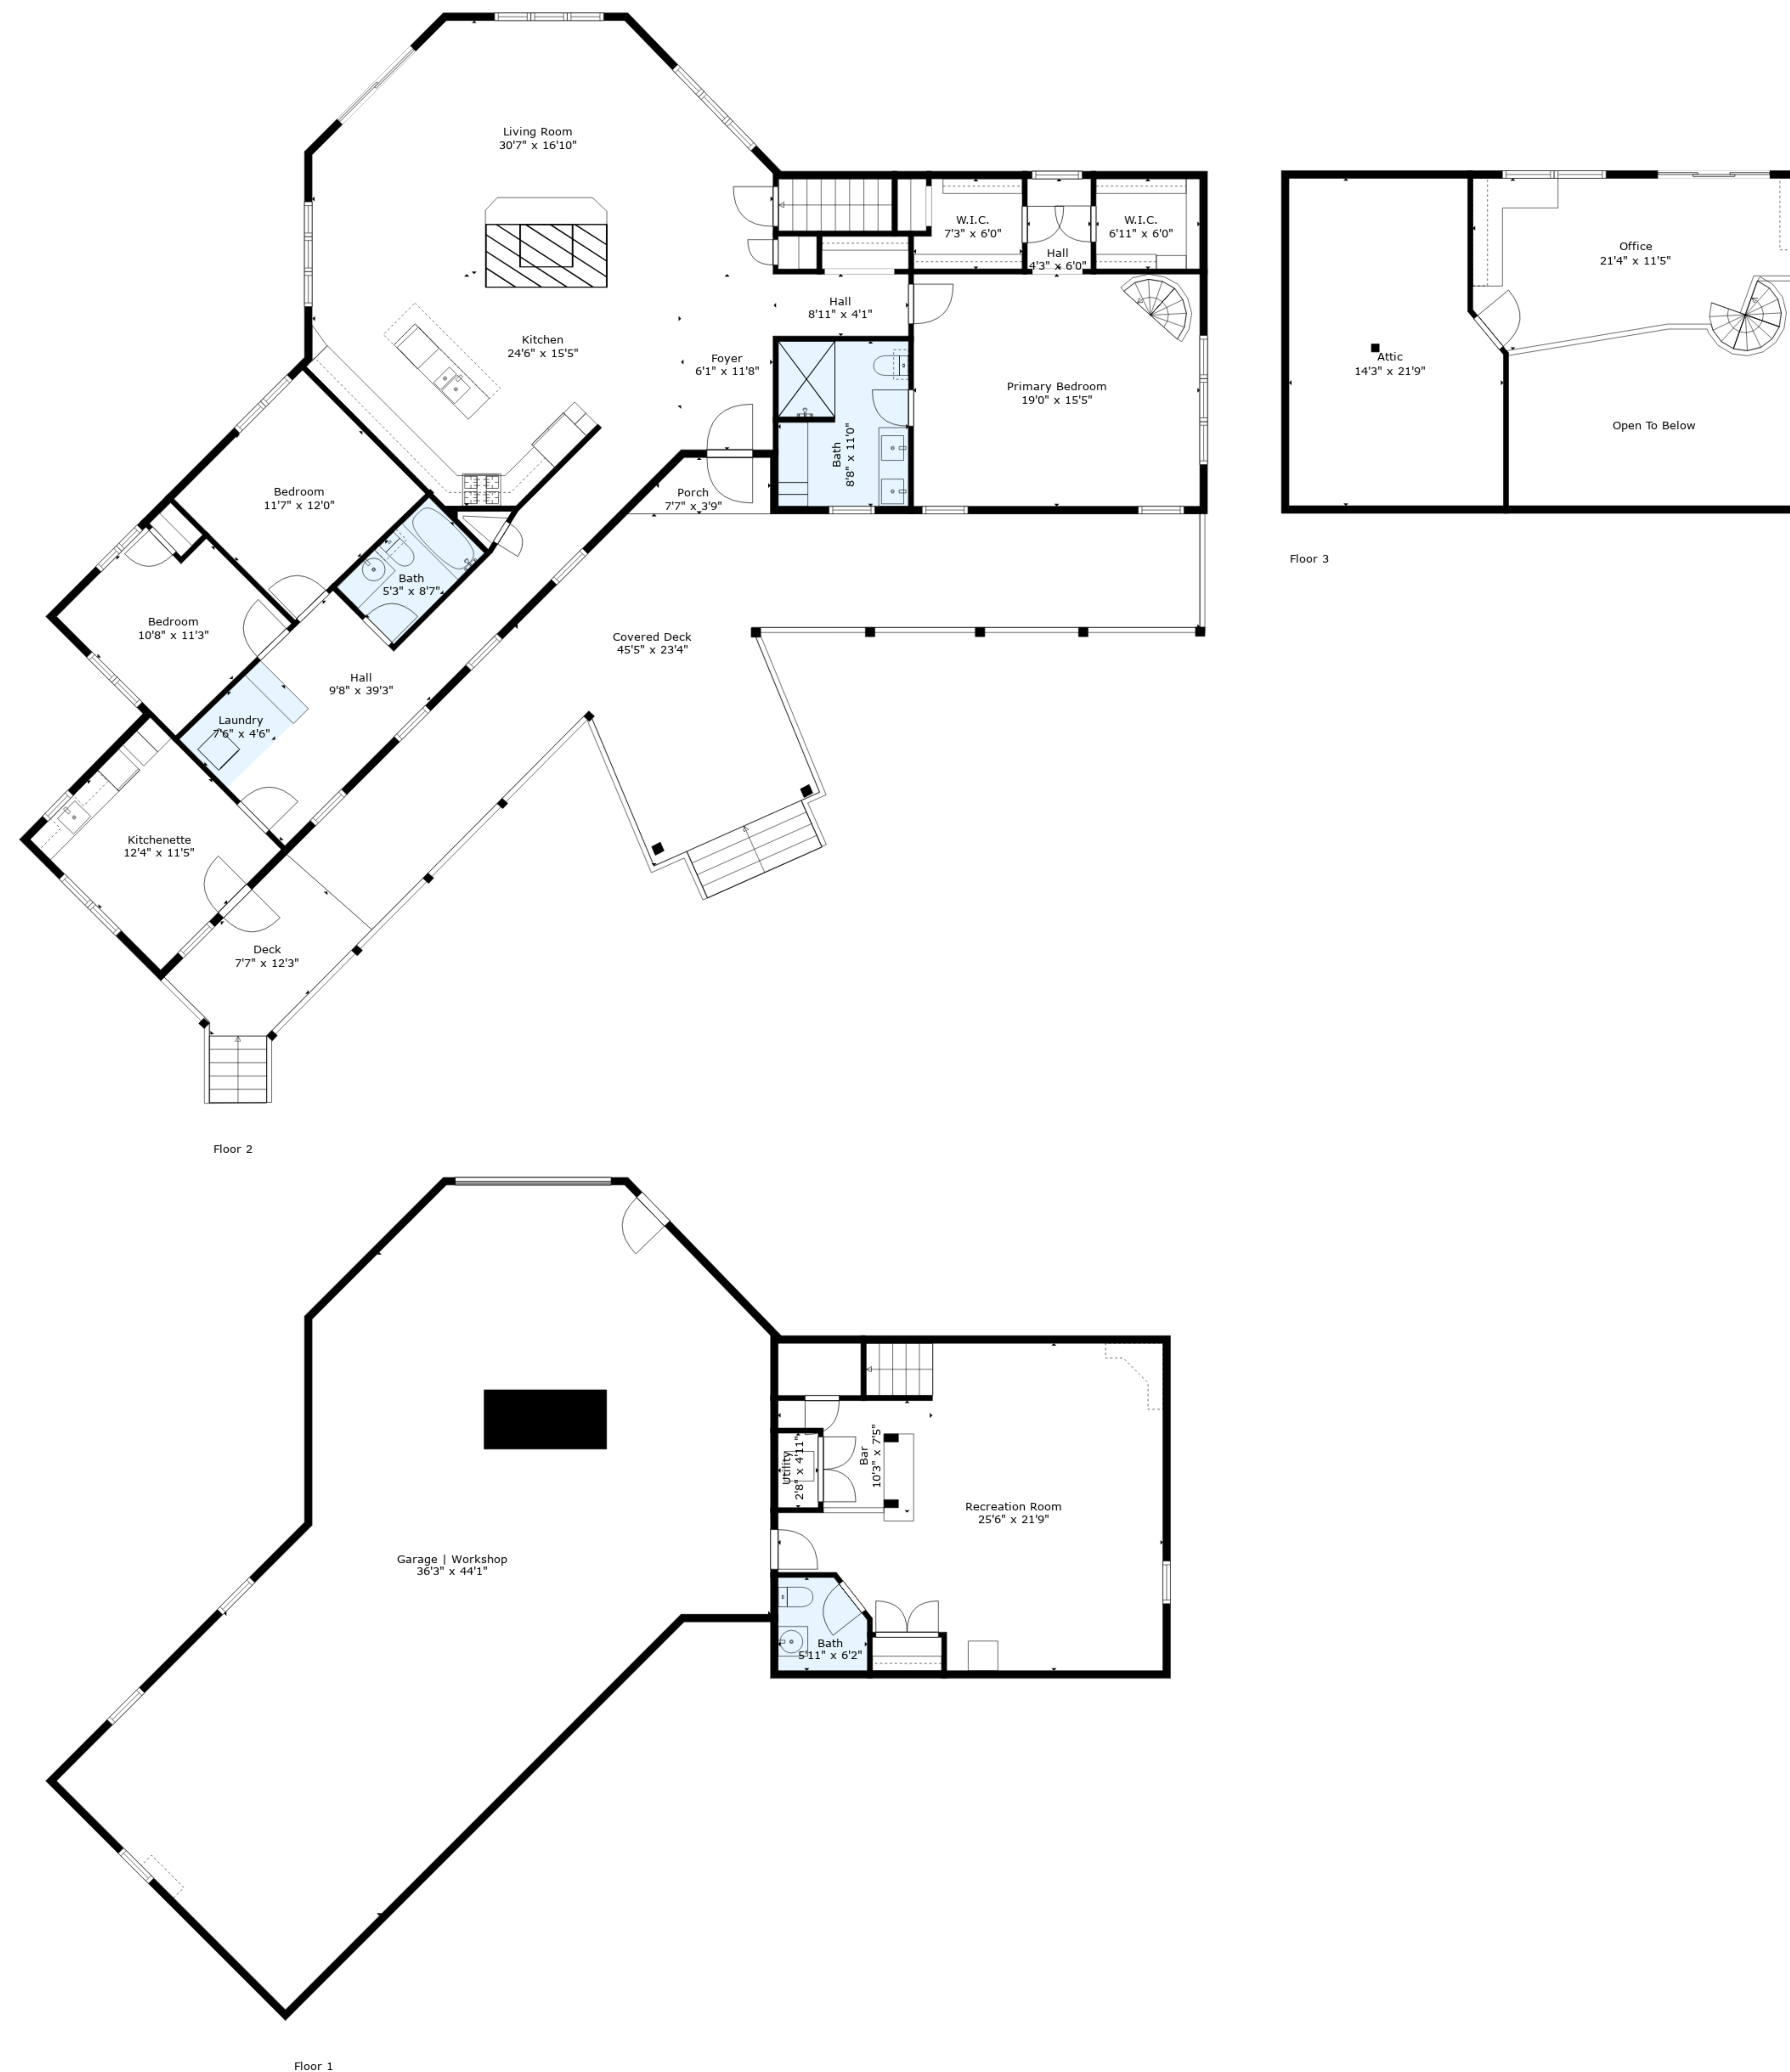 Living Room
30'7" x 16'10"
W.I.C.
7'3" x 6'0"
Hall
4'3" x 6'0"
W.I.C.
6'11" x 6'0"
Hall
8'11" x 4'1"
Kitchen
24'6" x 15'5"
Foyer
6'1" x 11'8"
Primary Bedroom
19'0" x 15'5"
Bath
8'8" x 11'0"
Bedroom
11'7" x 12'0"
Porch
7'7" x 3'9"
Bath
5'3" x 8'7"
Bedroom
10'8" x 11'3"
Covered Deck
45'5" x 23'4"
Hall
9'8" x 39'3"
Laundry
7'6" x 4'6"
Kitchenette
12'4" x 11'5"
Deck
7'7" x 12'3"
Floor 2
Office
21'4" x 11'5"
Attic
14'3" x 21'9"
Open To Below
Floor 3
Utility
2'8" x 4'11"
Bar
10'3" x 7'5"
Recreation Room
25'6" x 21'9"
Garage | Workshop
36'3" x 44'1"
Bath
5'11" x 6'2"
Floor 1